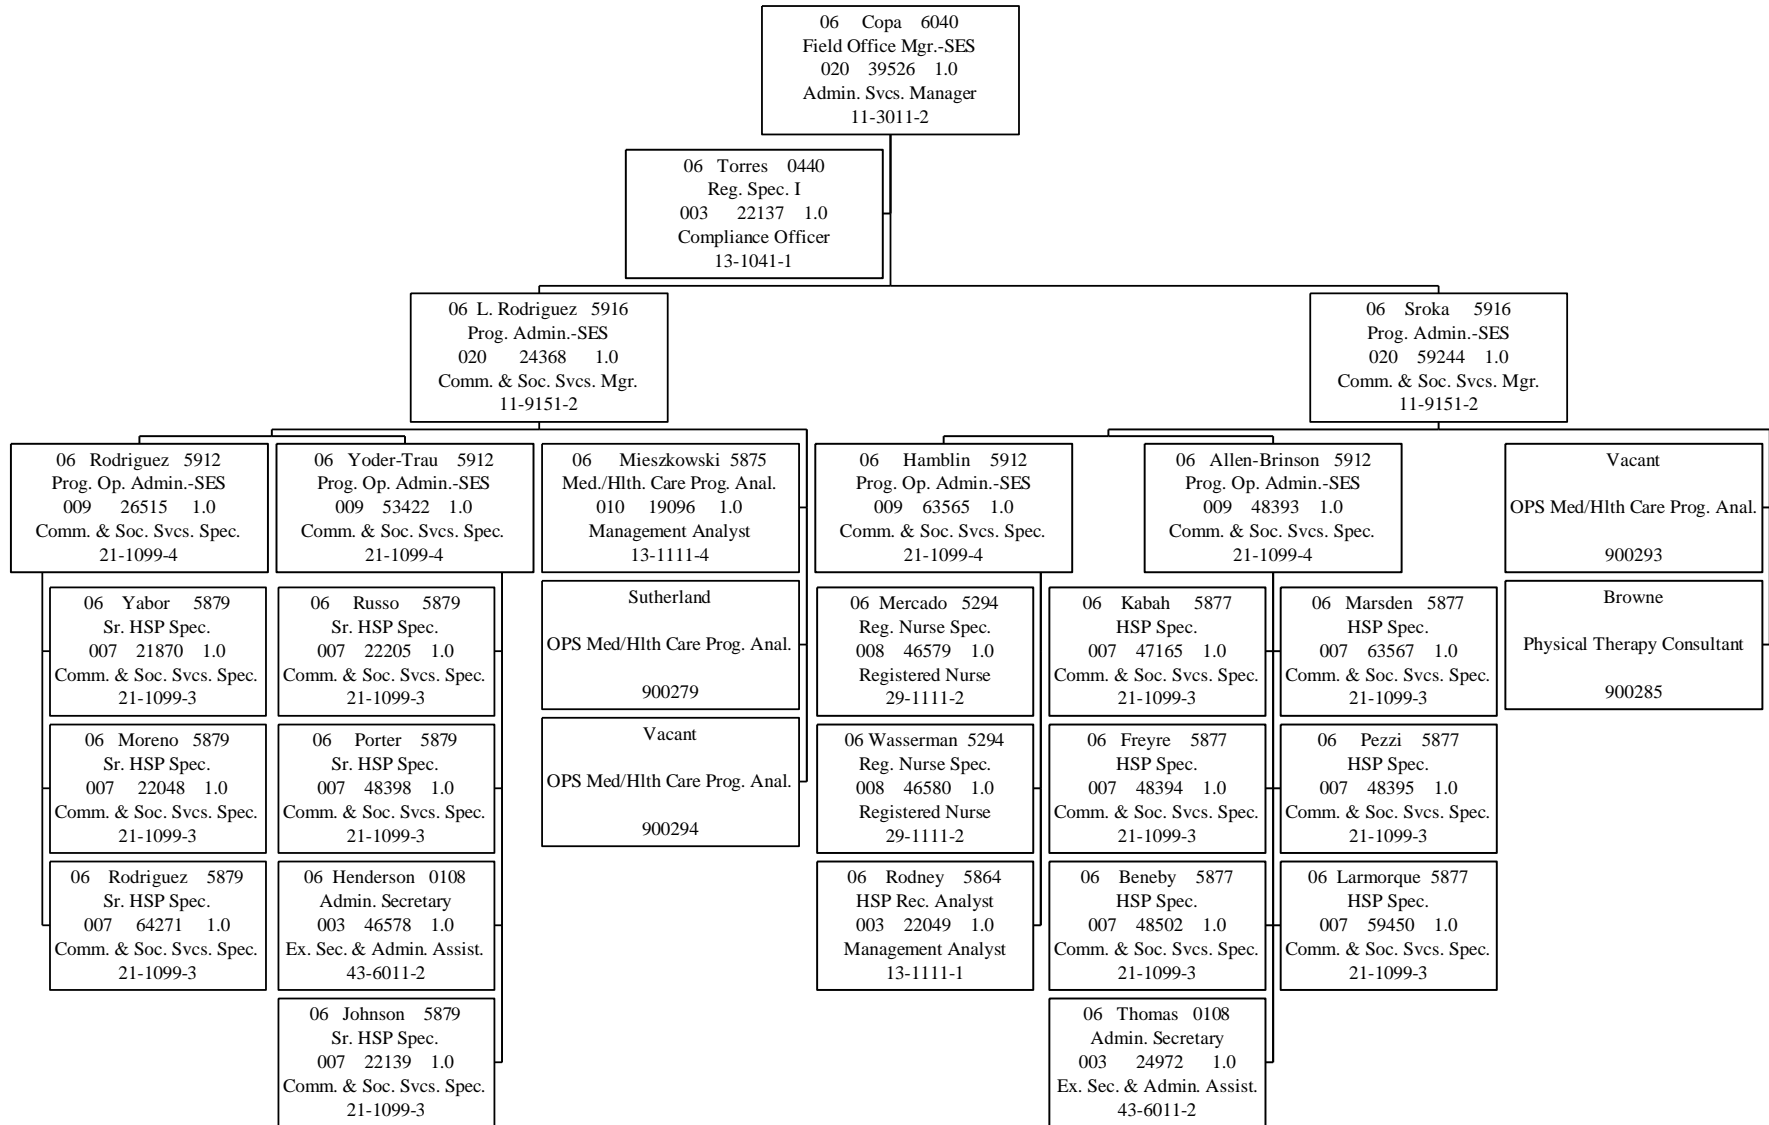 06 Copa 6040
Field Office Mgr.-SES
020 39526 1.0
Admin. Svcs. Manager
11-3011-2
06 Torres 0440
Reg. Spec. I
003 22137 1.0
Compliance Officer
13-1041-1
06 L. Rodriguez 5916
Prog. Admin.-SES
020 24368 1.0
Comm. & Soc. Svcs. Mgr.
11-9151-2
06 Sroka 5916
Prog. Admin.-SES
020 59244 1.0
Comm. & Soc. Svcs. Mgr.
11-9151-2
06 Rodriguez 5912
Prog. Op. Admin.-SES
009 26515 1.0
Comm. & Soc. Svcs. Spec.
21-1099-4
06 Yoder-Trau 5912
Prog. Op. Admin.-SES
009 53422 1.0
Comm. & Soc. Svcs. Spec.
21-1099-4
06 Mieszkowski 5875
Med./Hlth. Care Prog. Anal.
010 19096 1.0
Management Analyst
13-1111-4
06 Hamblin 5912
Prog. Op. Admin.-SES
009 63565 1.0
Comm. & Soc. Svcs. Spec.
21-1099-4
06 Allen-Brinson 5912
Prog. Op. Admin.-SES
009 48393 1.0
Comm. & Soc. Svcs. Spec.
21-1099-4
Vacant
OPS Med/Hlth Care Prog. Anal.
900293
06 Yabor 5879
Sr. HSP Spec.
007 21870 1.0
Comm. & Soc. Svcs. Spec.
21-1099-3
06 Russo 5879
Sr. HSP Spec.
007 22205 1.0
Comm. & Soc. Svcs. Spec.
21-1099-3
Sutherland
OPS Med/Hlth Care Prog. Anal.
900279
06 Mercado 5294
Reg. Nurse Spec.
008 46579 1.0
Registered Nurse
29-1111-2
06 Kabah 5877
HSP Spec.
007 47165 1.0
Comm. & Soc. Svcs. Spec.
21-1099-3
06 Marsden 5877
HSP Spec.
007 63567 1.0
Comm. & Soc. Svcs. Spec.
21-1099-3
Browne
Physical Therapy Consultant
900285
06 Moreno 5879
Sr. HSP Spec.
007 22048 1.0
Comm. & Soc. Svcs. Spec.
21-1099-3
06 Porter 5879
Sr. HSP Spec.
007 48398 1.0
Comm. & Soc. Svcs. Spec.
21-1099-3
Vacant
OPS Med/Hlth Care Prog. Anal.
900294
06 Wasserman 5294
Reg. Nurse Spec.
008 46580 1.0
Registered Nurse
29-1111-2
06 Freyre 5877
HSP Spec.
007 48394 1.0
Comm. & Soc. Svcs. Spec.
21-1099-3
06 Pezzi 5877
HSP Spec.
007 48395 1.0
Comm. & Soc. Svcs. Spec.
21-1099-3
06 Rodriguez 5879
Sr. HSP Spec.
007 64271 1.0
Comm. & Soc. Svcs. Spec.
21-1099-3
06 Henderson 0108
Admin. Secretary
003 46578 1.0
Ex. Sec. & Admin. Assist.
43-6011-2
06 Rodney 5864
HSP Rec. Analyst
003 22049 1.0
Management Analyst
13-1111-1
06 Beneby 5877
HSP Spec.
007 48502 1.0
Comm. & Soc. Svcs. Spec.
21-1099-3
06 Larmorque 5877
HSP Spec.
007 59450 1.0
Comm. & Soc. Svcs. Spec.
21-1099-3
06 Johnson 5879
Sr. HSP Spec.
007 22139 1.0
Comm. & Soc. Svcs. Spec.
21-1099-3
06 Thomas 0108
Admin. Secretary
003 24972 1.0
Ex. Sec. & Admin. Assist.
43-6011-2